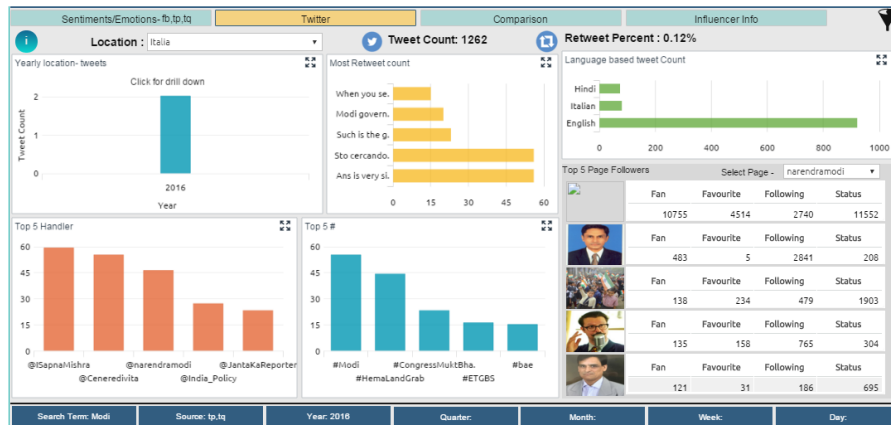 Sentiments/Emotions- fb,tp,tq
Twitter
Comparison
Influencer Info
i
Location : Italia
Tweet Count: 1262
Retweet Percent : 0.12%
Yearly location- tweets
Click for drill down
2
1
0
Tweet Count
2016
Year
Most Retweet count
When you se.
Modi govern.
Such is the g.
Sto cercando.
Ans is very si.
0 15 30 45 60
Language based tweet Count
Hindi
Italian
English
0 200 400 600 800 1000
Top 5 Handler
60
45
30
15
0
@ISapnaMishra @narendramodi @JantaKaReporter
@Ceneredivita @India_Policy
Top 5 #
60
45
30
15
0
#Modi #CongressMuktBha. #bae
#HemaLandGrab #ETGBS
Top 5 Page Followers Select Page - narendramodi
Fan Favourite Following Status
10755 4514 2740 11552
Fan Favourite Following Status
483 5 2841 208
Fan Favourite Following Status
138 234 479 1903
Fan Favourite Following Status
135 158 765 304
Fan Favourite Following Status
121 31 186 695
Search Term: Modi
Source: tp,tq
Year: 2016
Quarter:
Month:
Week:
Day: